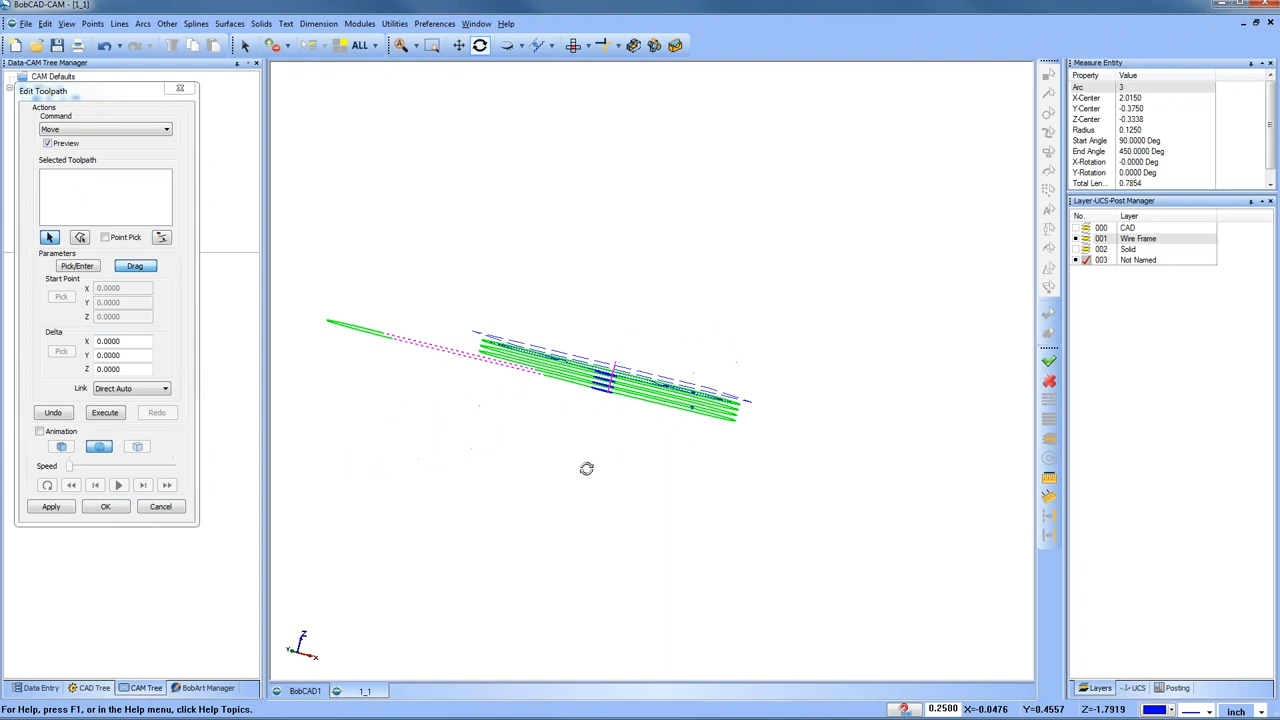 BobCAD-CAM - [1_1]
File Edit View Points Lines Arcs Other Splines Surfaces Solids Text Dimension Modules Utilities Preferences Window Help
ALL
Data-CAM Tree Manager
CAM Defaults
Edit Toolpath
Actions
Command
Move
Preview
Selected Toolpath
Point Pick
Parameters
Pick/Enter Drag
Start Point
Pick
X 0.0000
Y 0.0000
Z 0.0000
Delta
Pick
X 0.0000
Y 0.0000
Z 0.0000
Link Direct Auto
Undo Execute Redo
Animation
Speed
Apply OK Cancel
Z
Y
X
Measure Entity
Property Value
Arc 3
X-Center 2.0150
Y-Center -0.3750
Z-Center -0.3338
Radius 0.1250
Start Angle 90.0000 Deg
End Angle 450.0000 Deg
X-Rotation -0.0000 Deg
Y-Rotation 0.0000 Deg
Total Len... 0.7854
Layer-UCS-Post Manager
No. Layer
000 CAD
001 Wire Frame
002 Solid
003 Not Named
Data Entry CAD Tree CAM Tree BobArt Manager
BobCAD1 1_1
Layers UCS Posting
For Help, press F1, or in the Help menu, click Help Topics.
0.2500 X=-0.0476 Y=0.4557 Z=-1.7919 inch